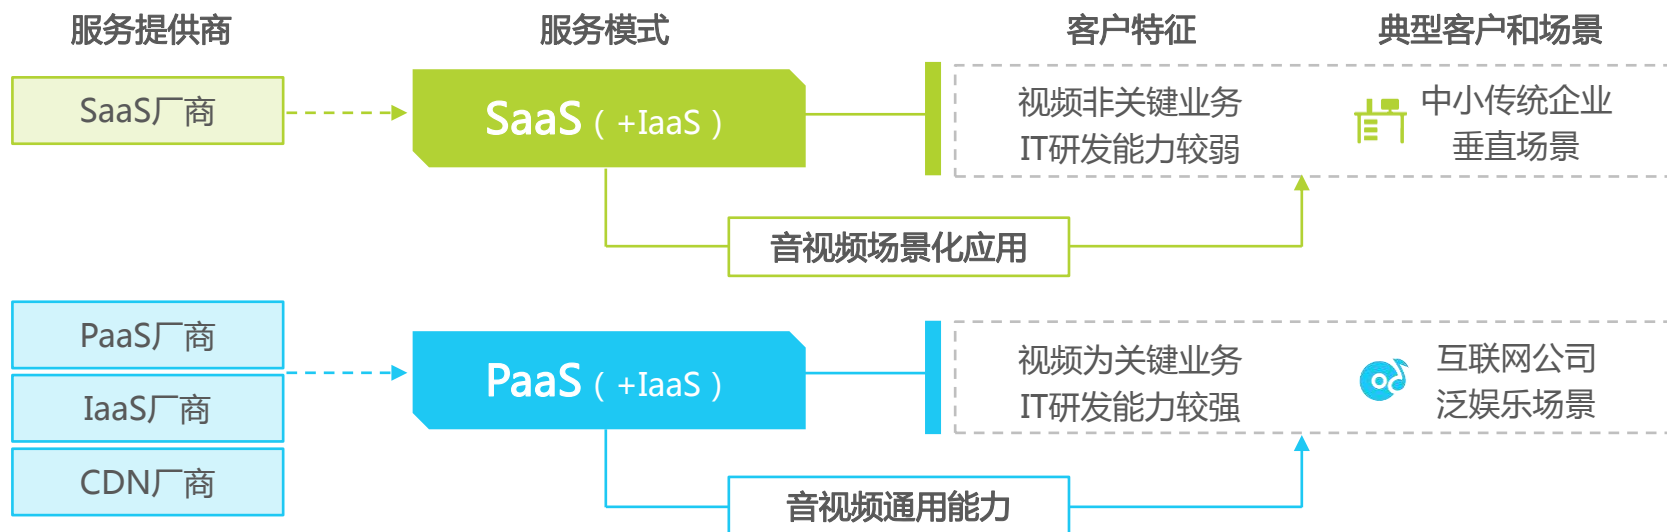 服务提供商
服务模式
客户特征
典型客户和场景
SaaS厂商
SaaS（+IaaS）
视频非关键业务
IT研发能力较弱
中小传统企业
垂直场景
音视频场景化应用
PaaS厂商
IaaS厂商
CDN厂商
PaaS（+IaaS）
视频为关键业务
IT研发能力较强
互联网公司
泛娱乐场景
音视频通用能力